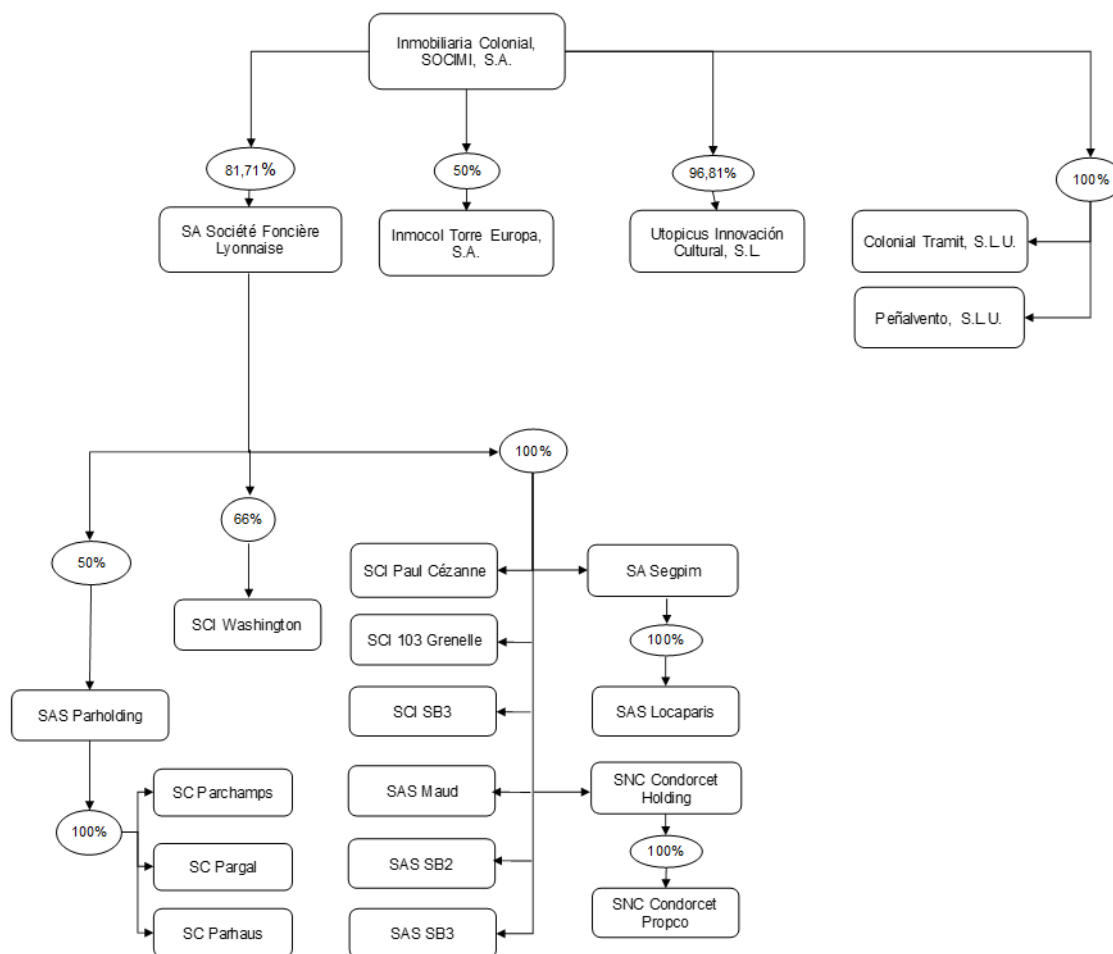 Inmobiliaria Colonial,
SOCIMI, S.A.
81,71%
50%
96,81%
100%
SA Société Foncière
Lyonnaise
Inmocol Torre Europa,
S.A.
Utopicus Innovación
Cultural, S.L.
Colonial Tramit, S.L.U.
Peñalvento, S.L.U.
100%
66%
50%
SCI Paul Cézanne
SA Segpim
SCI Washington
SCI 103 Grenelle
100%
SAS Parholding
SCI SB3
SAS Locaparis
SC Parchamps
SAS Maud
SNC Condorcet
Holding
100%
100%
SC Pargal
SAS SB2
SNC Condorcet
Propco
SC Parhaus
SAS SB3